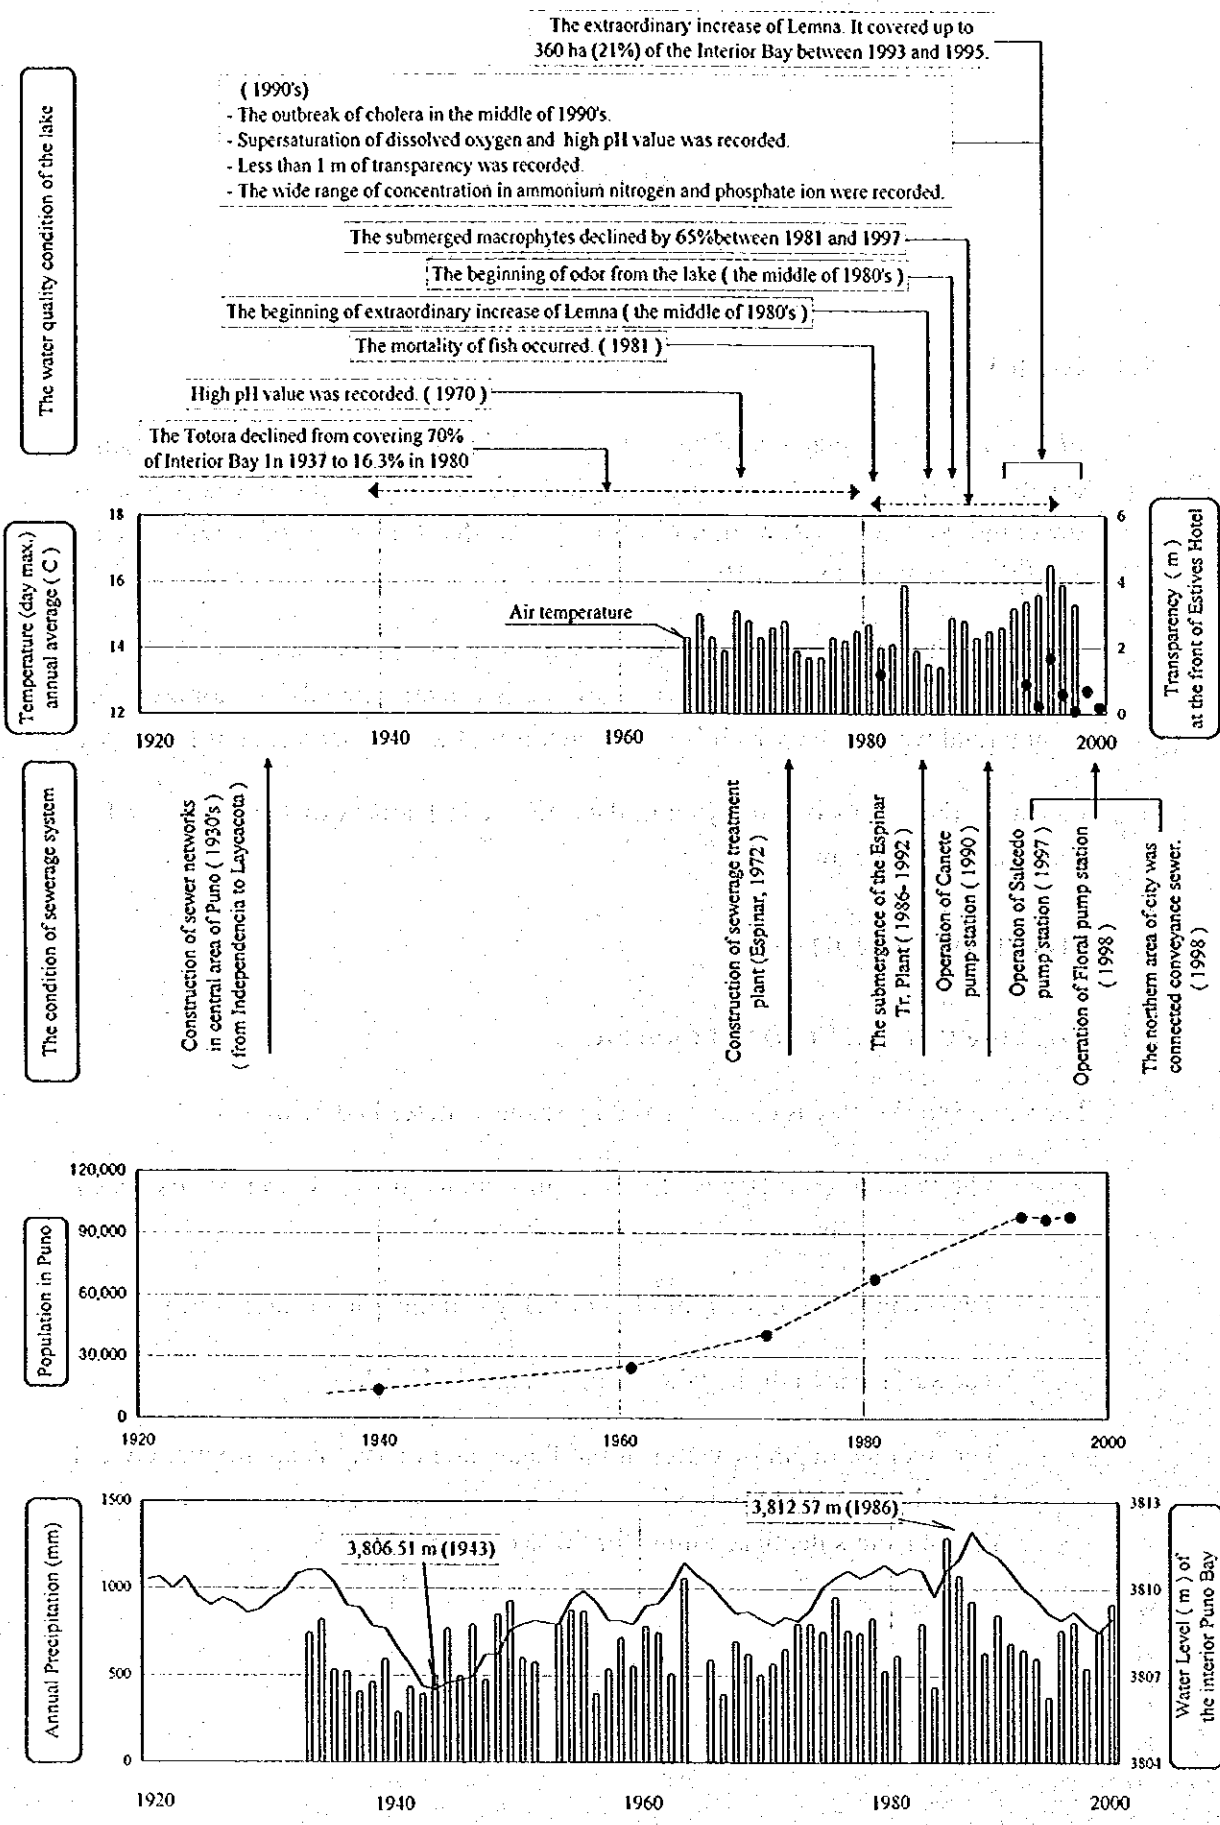 The extraordinary increase of Lemna. It covered up to
360 ha (21%) of the Interior Bay between 1993 and 1995.
( 1990's)
- The outbreak of cholera in the middle of 1990's.
- Supersaturation of dissolved oxygen and high pH value was recorded.
- Less than 1 m of transparency was recorded.
- The wide range of concentration in ammonium nitrogen and phosphate ion were recorded.
The submerged macrophytes declined by 65%between 1981 and 1997
The beginning of odor from the lake ( the middle of 1980's )
The beginning of extraordinary increase of Lemna ( the middle of 1980's )
The mortality of fish occurred. ( 1981 )
High pH value was recorded. ( 1970 )
The Totora declined from covering 70%
of Interior Bay 1n 1937 to 16.3% in 1980
The water quality condition of the lake
Temperature (day max.)
annual average ( C )
18
16
14
12
Air temperature
6
4
2
0
Transparency ( m )
at the front of Estives Hotel
1920
1940
1960
1980
2000
The condition of sewerage system
Construction of sewer networks
in central area of Puno ( 1930's )
( from Independencia to Laycacota )
Construction of sewerage treatment
plant (Espinar, 1972 )
The submergence of the Espinar
Tr. Plant ( 1986- 1992 )
Operation of Canete
pump station ( 1990 )
Operation of Salcedo
pump station ( 1997 )
Operation of Floral pump station
( 1998 )
The northern area of city was
connected conveyance sewer.
( 1998 )
Population in Puno
120,000
90,000
60,000
30,000
0
1920
1940
1960
1980
2000
Annual Precipitation (mm)
1500
1000
500
0
3,806.51 m (1943)
3,812.57 m (1986)
3813
3810
3807
3804
Water Level ( m ) of
the interior Puno Bay
1920
1940
1960
1980
2000